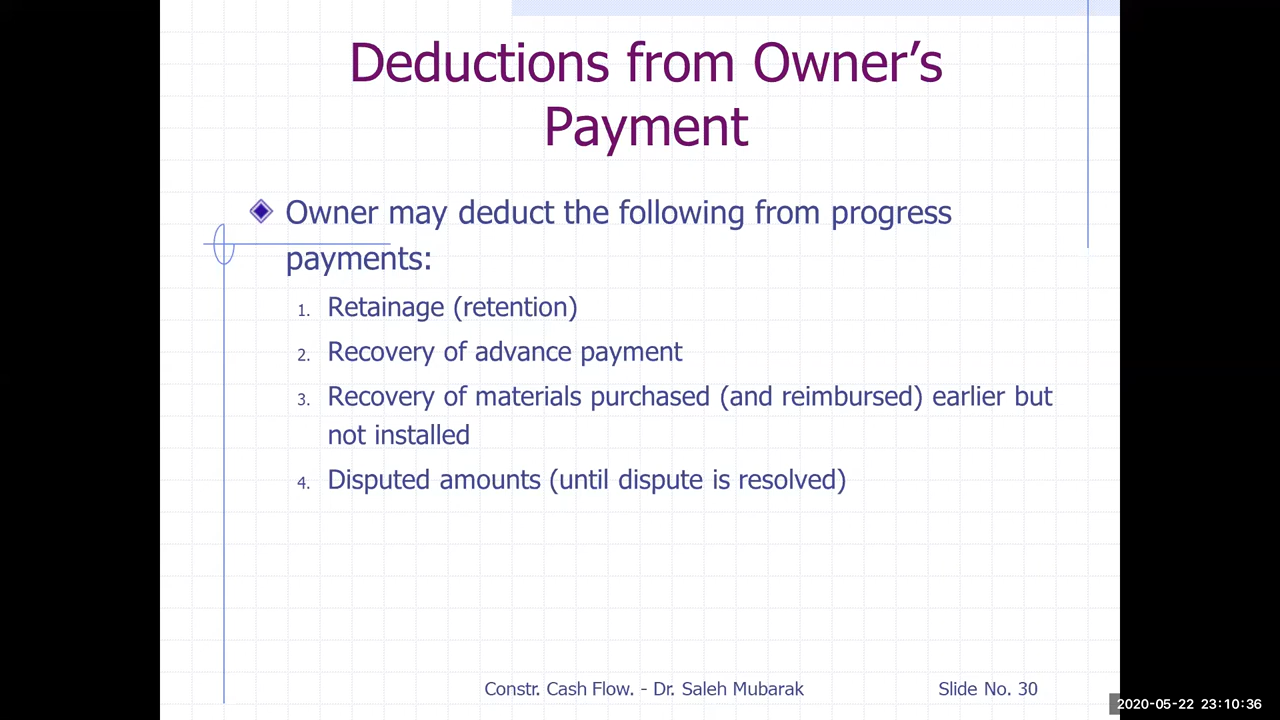 Deductions from Owner’s
Payment
Owner may deduct the following from progress
payments:
1. Retainage (retention)
2. Recovery of advance payment
3. Recovery of materials purchased (and reimbursed) earlier but
not installed
4. Disputed amounts (until dispute is resolved)
Constr. Cash Flow. - Dr. Saleh Mubarak
Slide No. 30
2020-05-22 23:10:36